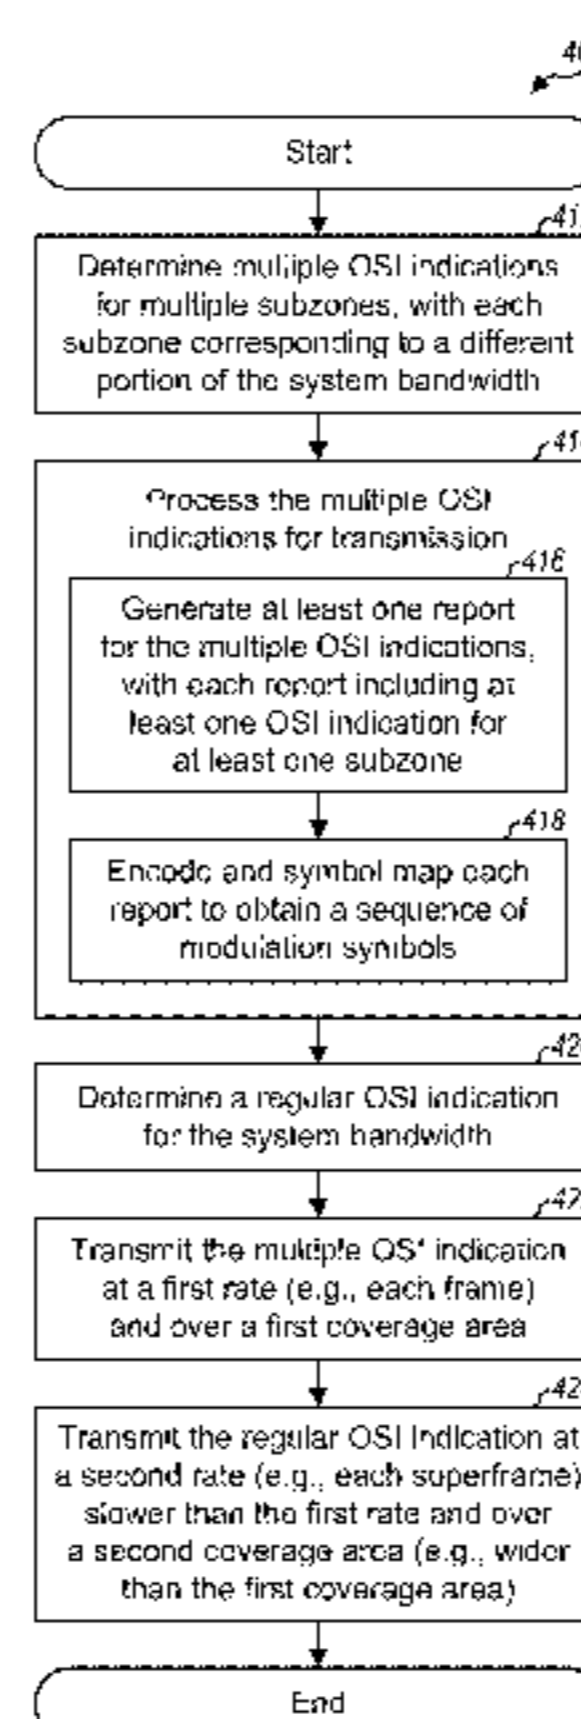 Start
Determine multiple OSI indications
for multiple subzones, with each
subzone corresponding to a different
portion of the system bandwidth
Process the multiple OSI
indications for transmission
416
Generate at least one report
for the multiple OSI indications,
with each report including at
least one OSI indication for
at least one subzone
418
Encode and symbol map each
report to obtain a sequence of
modulation symbols
Determine a regular OSI indication
for the system bandwidth
Transmit the multiple OSI indication
at a first rate (e.g., each frame)
and over a first coverage area
Transmit the regular OSI indication at
a second rate (e.g., each superframe)
slower than the first rate and over
a second coverage area (e.g., wider
than the first coverage area)
End